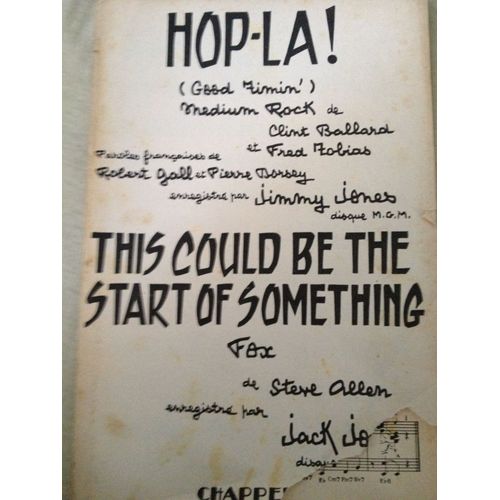 HOP-LA!
(Good Timin')
Medium Rock de
Clint Ballard
et Fred Tobias
Paroles françaises de
Robert Gall et Pierre Dorsey
enregistré par Jimmy Jones
disque M.G.M.
THIS COULD BE THE
START OF SOMETHING
Fox
de Steve Allen
enregistré par
Jack